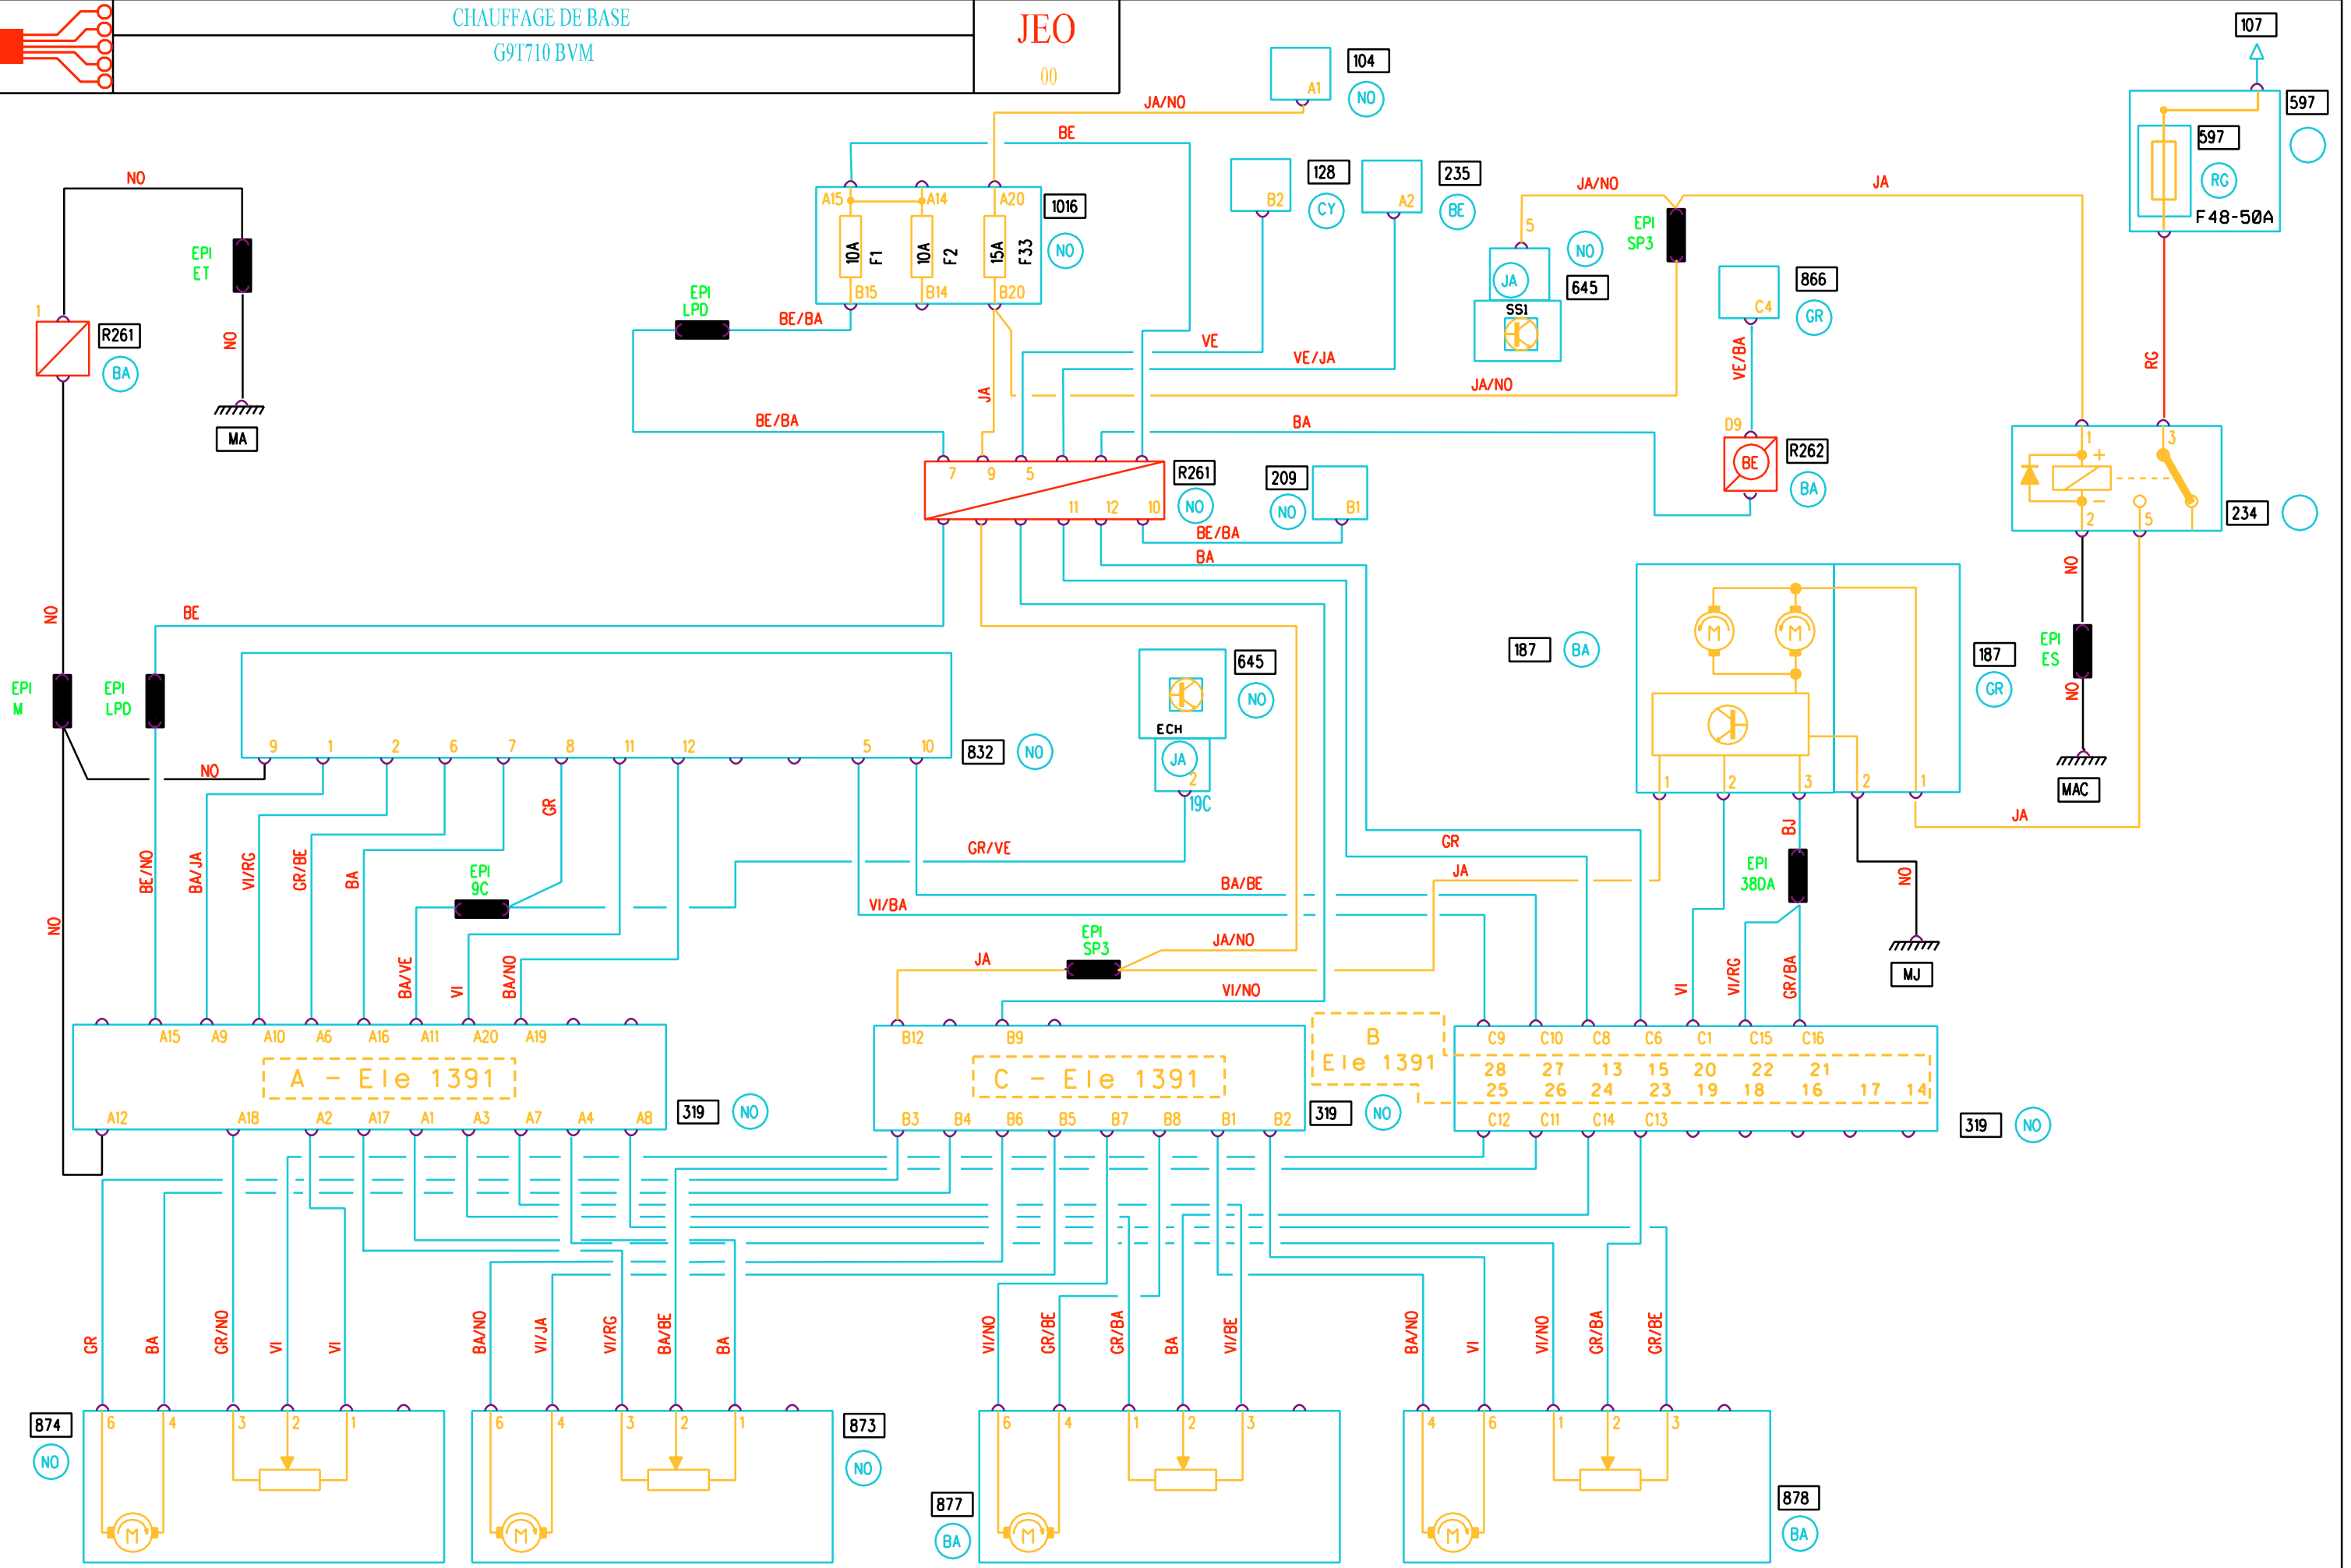 CHAUFFAGE DE BASE
G9T710 BVM
JEO
00
107
104
NO
A1
JA/NO
BE
597
597
RG
F48-50A
128
CY
B2
235
BE
A2
JA/NO
JA
NO
EPI
ET
NO
MA
1
R261
BA
A15
A14
A20
1016
NO
10A
F1
10A
F2
15A
F33
B15
B14
B20
EPI
LPD
BE/BA
5
NO
JA
645
SS1
EPI
SP3
866
GR
C4
VE/BA
RG
VE
VE/JA
JA
JA/NO
BE/BA
BA
D9
BE
R262
BA
7
9
5
11
12
10
R261
NO
209
NO
B1
BE/BA
BA
1
3
+
-
2
5
234
NO
NO
BE
EPI
M
EPI
LPD
NO
9
1
2
6
7
8
11
12
5
10
832
NO
645
NO
ECH
JA
2
19C
187
BA
M
M
187
GR
1
2
3
2
1
EPI
ES
NO
MAC
JA
BE/NO
BA/JA
VI/RG
GR/BE
BA
GR
EPI
9C
GR/VE
GR
JA
BA/BE
VI/BA
BJ
EPI
38DA
NO
MJ
NO
BA/VE
VI
BA/NO
JA
EPI
SP3
JA/NO
VI/NO
VI
VI/RG
GR/BA
A15
A9
A10
A6
A16
A11
A20
A19
A - Ele 1391
A12
A18
A2
A17
A1
A3
A7
A4
A8
319
NO
B12
B9
C - Ele 1391
B3
B4
B6
B5
B7
B8
B1
B2
319
NO
B
Ele 1391
C9
C10
C8
C6
C1
C15
C16
28
27
13
15
20
22
21
25
26
24
23
19
18
16
17
14
C12
C11
C14
C13
319
NO
GR
BA
GR/NO
VI
VI
BA/NO
VI/JA
VI/RG
BA/BE
BA
VI/NO
GR/BE
GR/BA
BA
VI/BE
BA/NO
VI
VI/NO
GR/BA
GR/BE
874
NO
6
4
3
2
1
M
6
4
3
2
1
M
873
NO
877
BA
6
4
1
2
3
M
4
6
1
2
3
M
878
BA